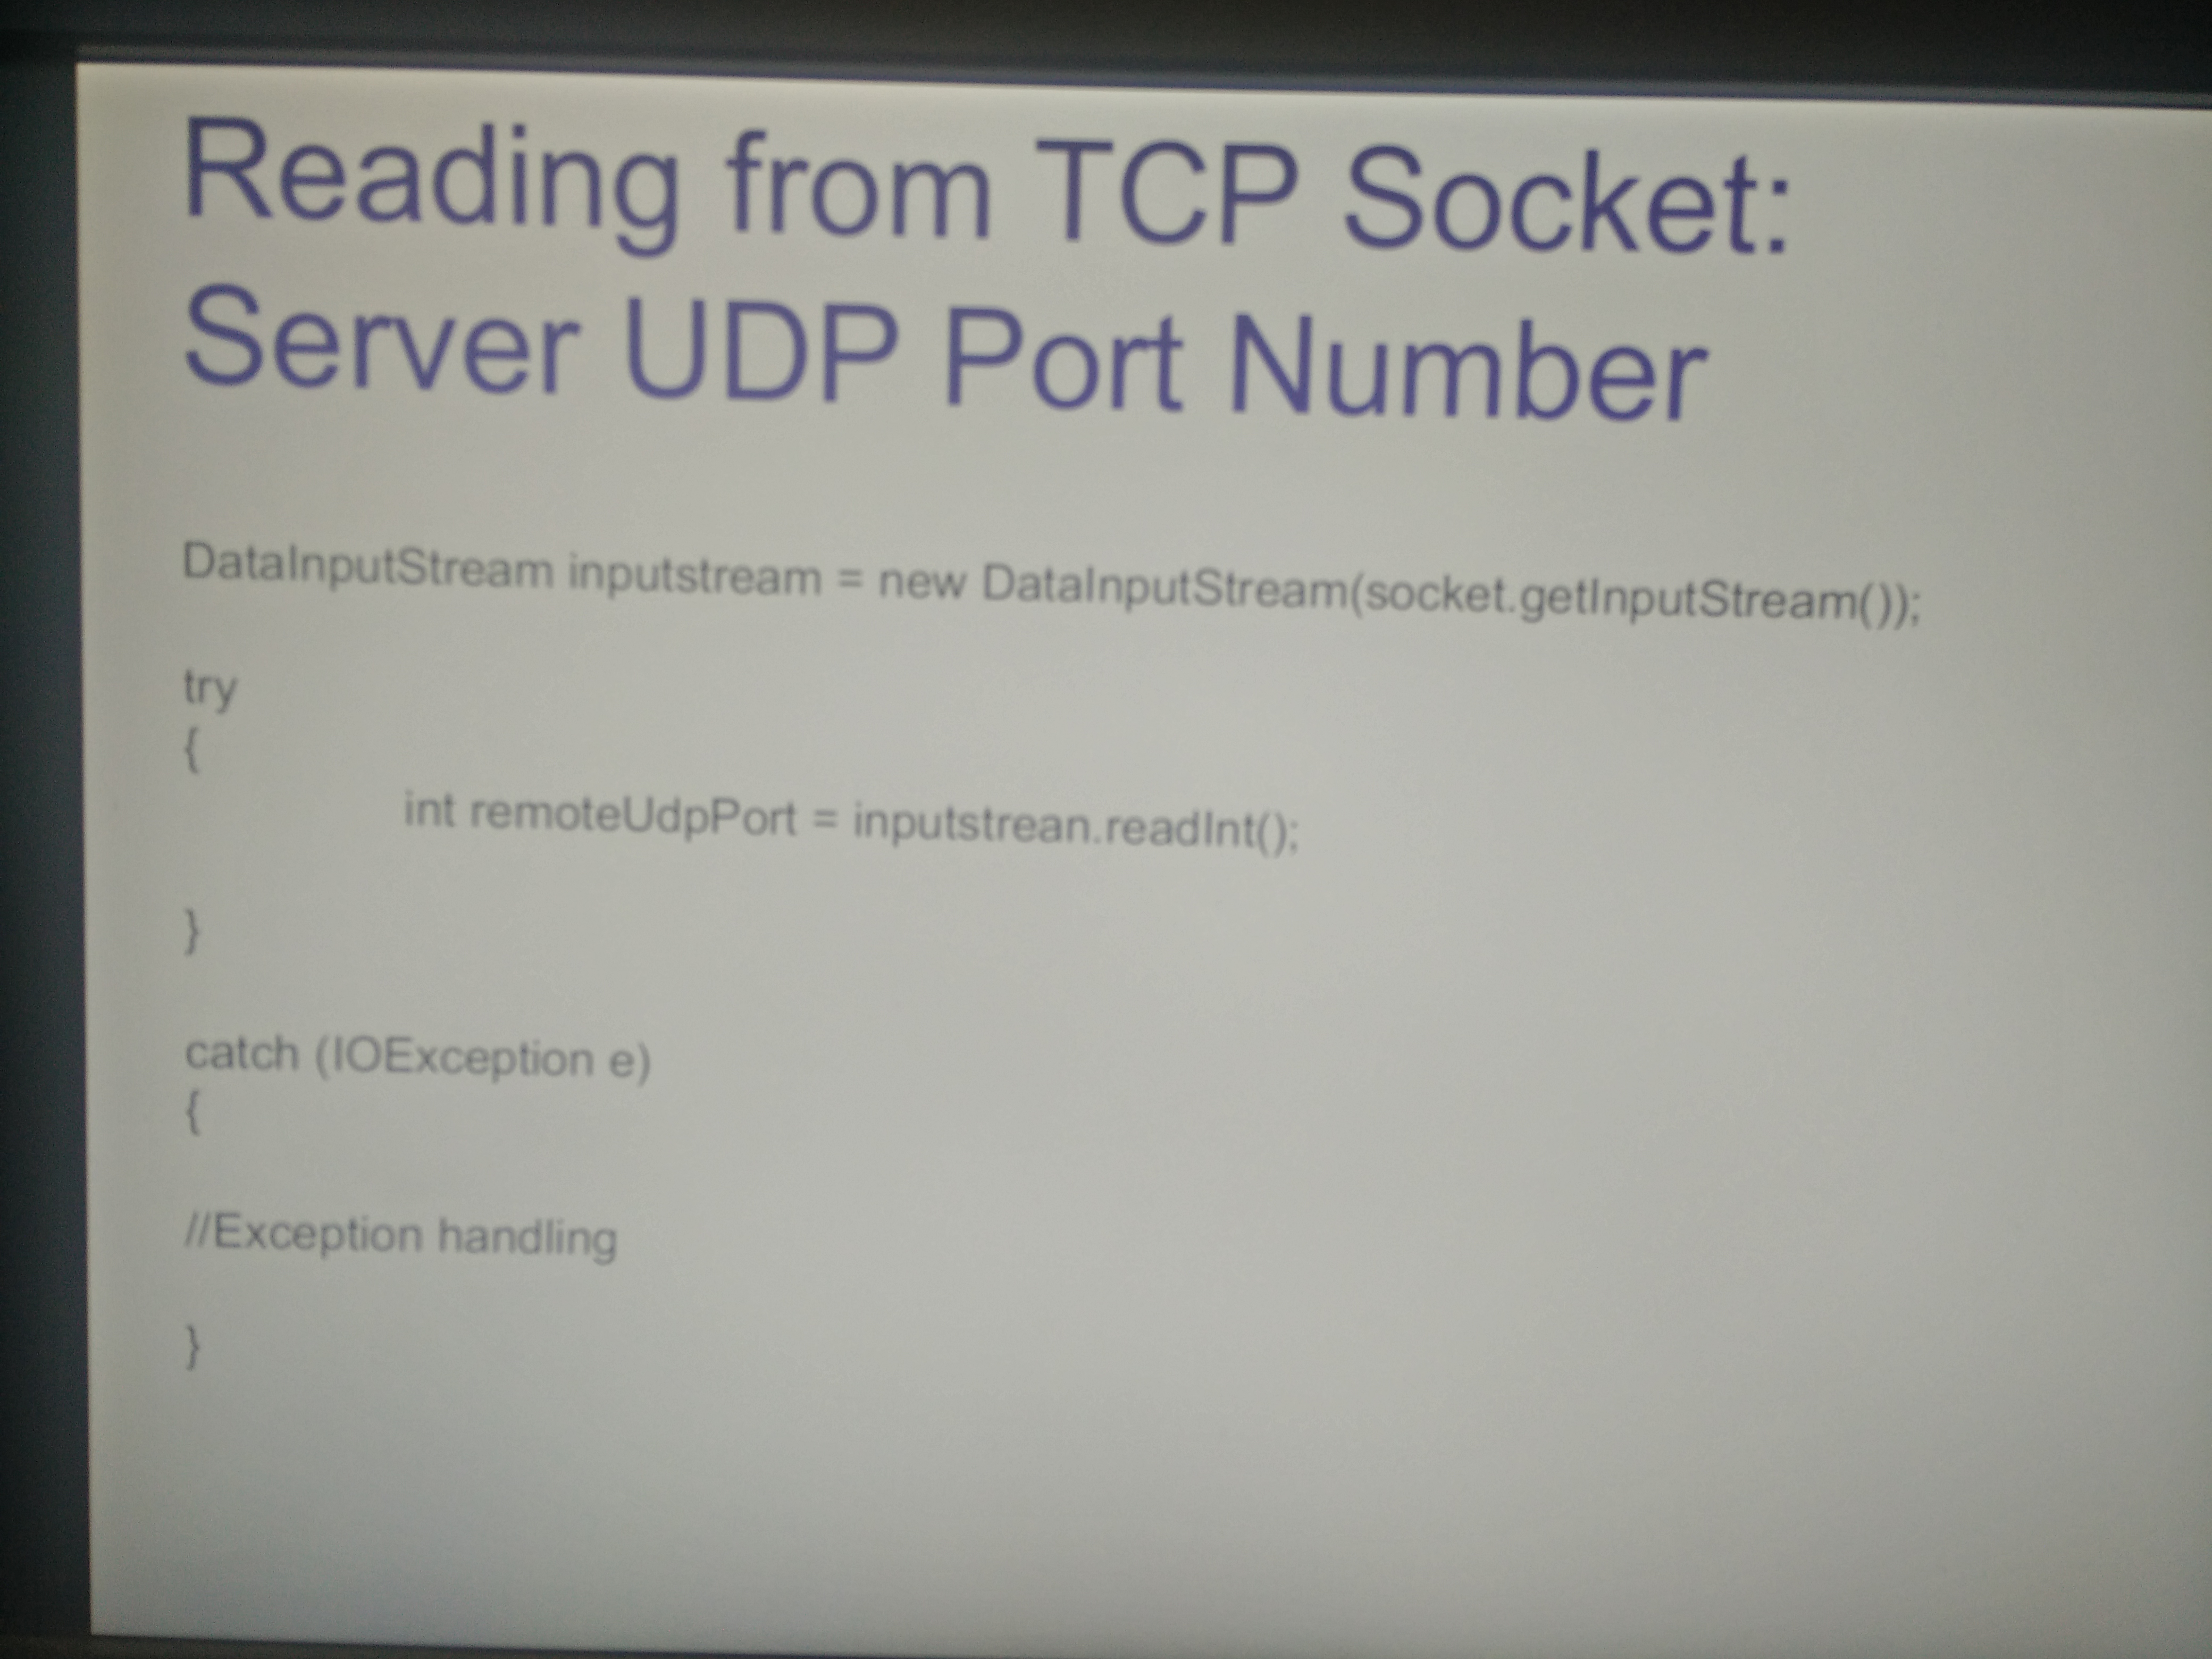 Reading from TCP Socket:
Server UDP Port Number
DataInputStream inputstream = new DataInputStream(socket.getInputStream());
try
{
int remoteUdpPort = inputstrean.readInt();
}
catch (IOException e)
{
//Exception handling
}